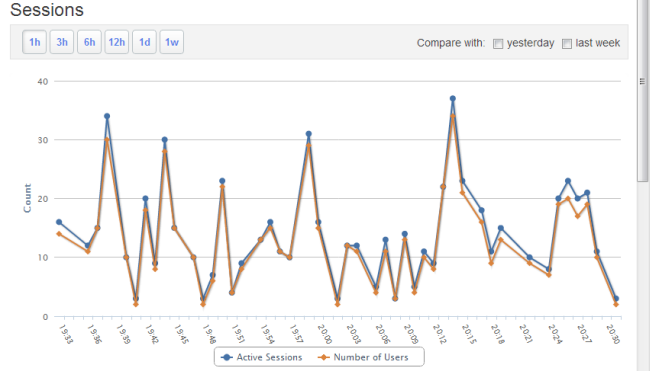 Sessions
1h 3h 6h 12h 1d 1w Compare with: yesterday last week
40
30
20
10
0
Count
19:33 19:36 19:39 19:42 19:45 19:48 19:51 19:54 19:57 20:00 20:03 20:06 20:09 20:12 20:15 20:18 20:21 20:24 20:27 20:30
Active Sessions Number of Users